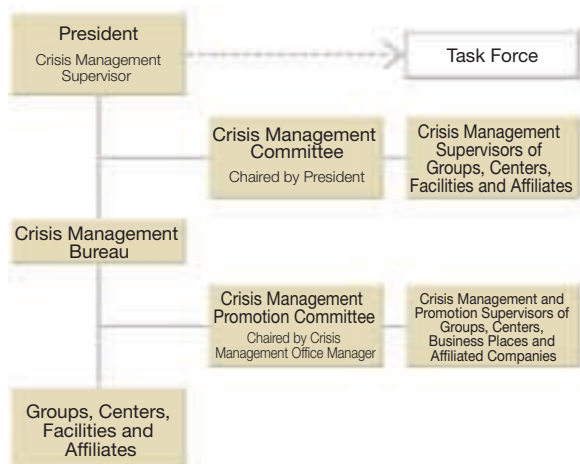 President
Crisis Management
Supervisor
Task Force
Crisis Management
Committee
Chaired by President
Crisis Management
Supervisors of
Groups, Centers,
Facilities and Affiliates
Crisis Management
Bureau
Crisis Management
Promotion Committee
Chaired by Crisis
Management Office Manager
Crisis Management and
Promotion Supervisors of
Groups, Centers,
Business Places and
Affiliated Companies
Groups, Centers,
Facilities and
Affiliates